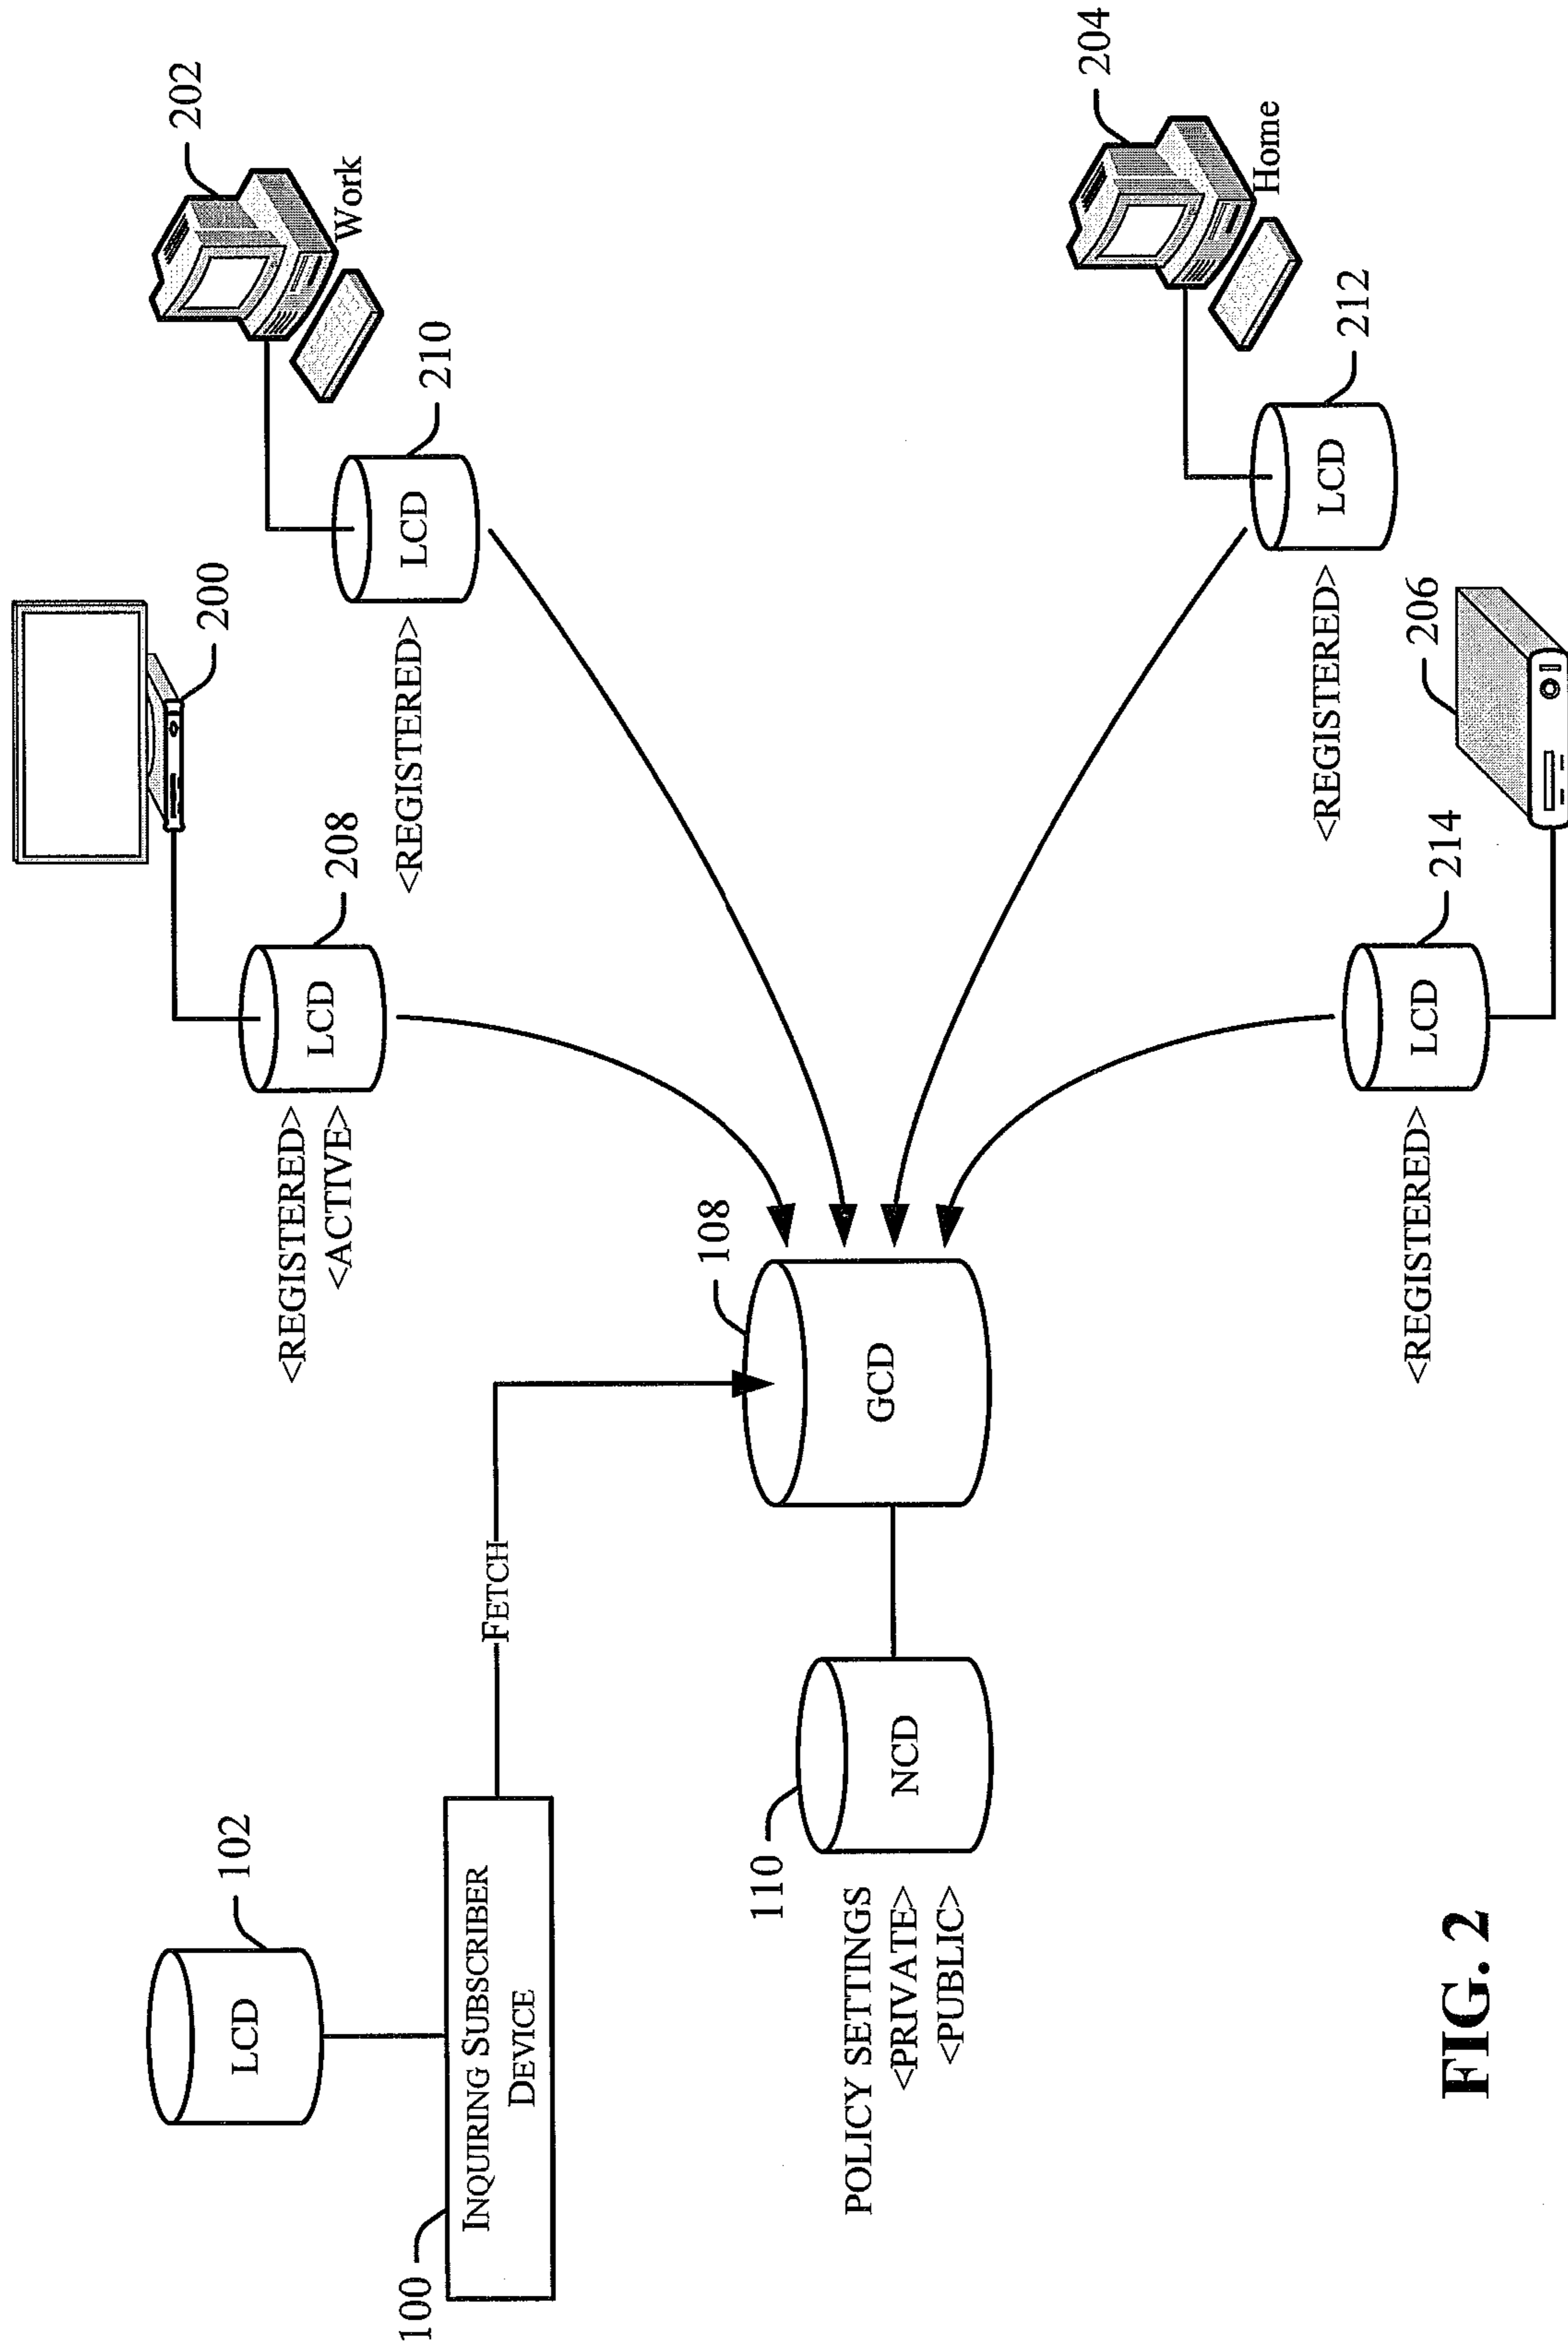 102
LCD
100
INQUIRING SUBSCRIBER
DEVICE
FETCH
110
NCD
POLICY SETTINGS
<PRIVATE>
<PUBLIC>
108
GCD
200
208
LCD
<REGISTERED>
<ACTIVE>
202
Work
210
LCD
<REGISTERED>
204
Home
212
LCD
<REGISTERED>
206
214
LCD
<REGISTERED>
FIG. 2